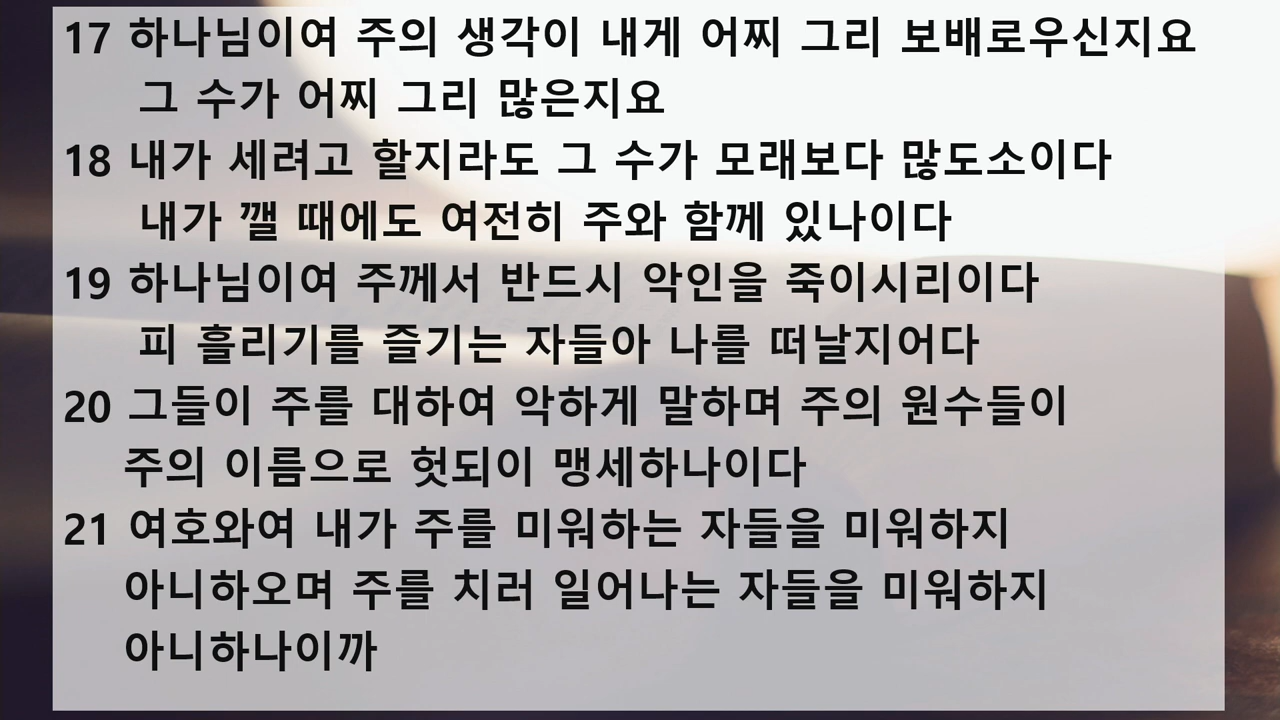 17 하나님이여 주의 생각이 내게 어찌 그리 보배로우신지요
그 수가 어찌 그리 많은지요
18 내가 세려고 할지라도 그 수가 모래보다 많도소이다
내가 깰 때에도 여전히 주와 함께 있나이다
19 하나님이여 주께서 반드시 악인을 죽이시리이다
피 흘리기를 즐기는 자들아 나를 떠날지어다
20 그들이 주를 대하여 악하게 말하며 주의 원수들이
주의 이름으로 헛되이 맹세하나이다
21 여호와여 내가 주를 미워하는 자들을 미워하지
아니하오며 주를 치러 일어나는 자들을 미워하지
아니하나이까